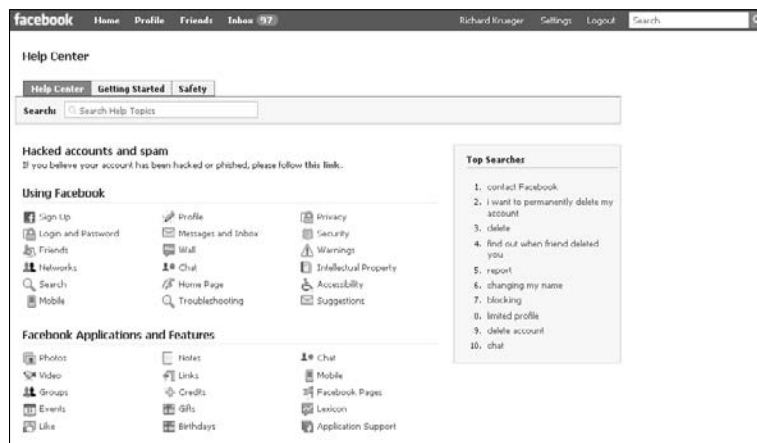 facebook Home Profile Friends Inbox 97 Richard Krueger Settings Logout Search
Help Center
Help Center Getting Started Safety
Search: Search Help Topics
Hacked accounts and spam
If you believe your account has been hacked or phished, please follow this link.
Using Facebook
Sign Up Profile Privacy
Login and Password Messages and Inbox Security
Friends Wall Warnings
Networks Chat Intellectual Property
Search Home Page Accessibility
Mobile Troubleshooting Suggestions
Facebook Applications and Features
Photos Notes Chat
Video Links Mobile
Groups Credits Facebook Pages
Events Gifts Lexicon
Like Birthdays Application Support
Top Searches
1. contact Facebook
2. i want to permanently delete my
account
3. delete
4. find out when friend deleted
you
5. report
6. changing my name
7. blocking
8. limited profile
9. delete account
10. chat